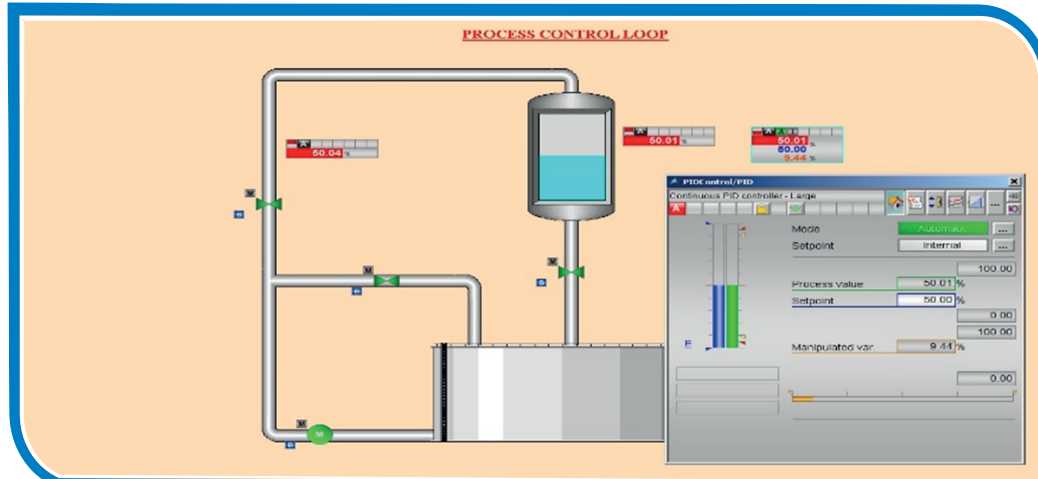 PROCESS CONTROL LOOP
A
50.04 %
A
50.01 %
A
50.01 %
50.00
9.44 %
PIDControl/PID
Continuous PID controller - Large
A
...
Mode Automatic ...
Setpoint Internal ...
100.00
Process value 50.01 %
Setpoint 50.00 %
0.00
100.00
Manipulated var. 9.44 %
0.00
E
M
M
M
M
M